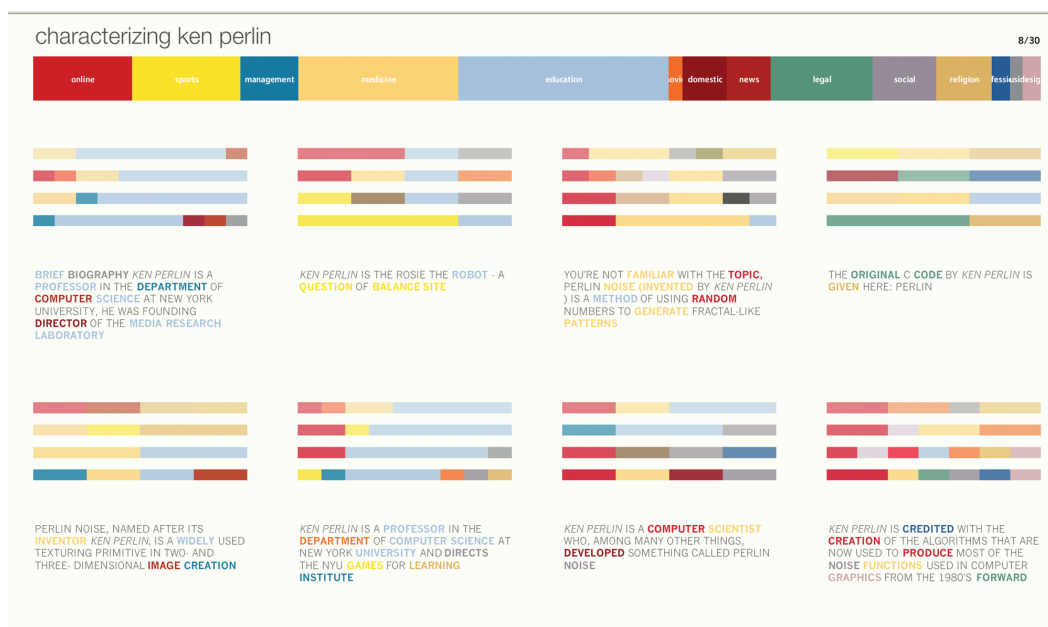 characterizing ken perlin
8/30
online sports management medicine education ovi domestic news legal social religion fessi usi desig
BRIEF BIOGRAPHY KEN PERLIN IS A
PROFESSOR IN THE DEPARTMENT OF
COMPUTER SCIENCE AT NEW YORK
UNIVERSITY, HE WAS FOUNDING
DIRECTOR OF THE MEDIA RESEARCH
LABORATORY
KEN PERLIN IS THE ROSIE THE ROBOT - A
QUESTION OF BALANCE SITE
YOU'RE NOT FAMILIAR WITH THE TOPIC,
PERLIN NOISE (INVENTED BY KEN PERLIN
) IS A METHOD OF USING RANDOM
NUMBERS TO GENERATE FRACTAL-LIKE
PATTERNS
THE ORIGINAL C CODE BY KEN PERLIN IS
GIVEN HERE: PERLIN
PERLIN NOISE, NAMED AFTER ITS
INVENTOR KEN PERLIN, IS A WIDELY USED
TEXTURING PRIMITIVE IN TWO- AND
THREE- DIMENSIONAL IMAGE CREATION
KEN PERLIN IS A PROFESSOR IN THE
DEPARTMENT OF COMPUTER SCIENCE AT
NEW YORK UNIVERSITY AND DIRECTS
THE NYU GAMES FOR LEARNING
INSTITUTE
KEN PERLIN IS A COMPUTER SCIENTIST
WHO, AMONG MANY OTHER THINGS,
DEVELOPED SOMETHING CALLED PERLIN
NOISE
KEN PERLIN IS CREDITED WITH THE
CREATION OF THE ALGORITHMS THAT ARE
NOW USED TO PRODUCE MOST OF THE
NOISE FUNCTIONS USED IN COMPUTER
GRAPHICS FROM THE 1980'S FORWARD